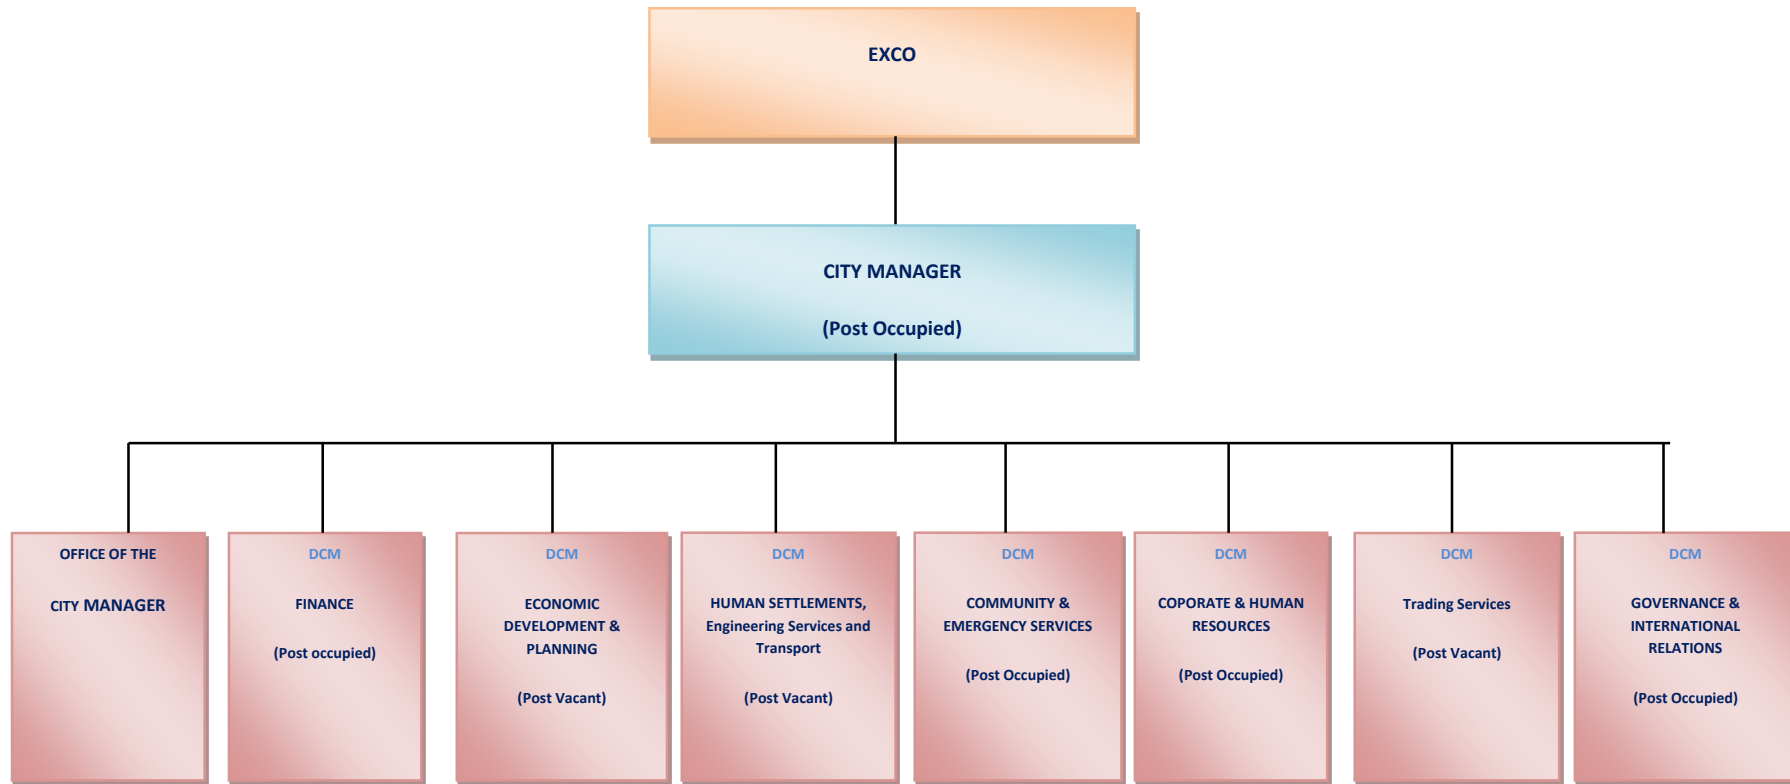 EXCO
CITY MANAGER
(Post Occupied)
OFFICE OF THE
CITY MANAGER
DCM
FINANCE
(Post occupied)
DCM
ECONOMIC
DEVELOPMENT &
PLANNING
(Post Vacant)
DCM
HUMAN SETTLEMENTS,
Engineering Services and
Transport
(Post Vacant)
DCM
COMMUNITY &
EMERGENCY SERVICES
(Post Occupied)
DCM
COPORATE & HUMAN
RESOURCES
(Post Occupied)
DCM
Trading Services
(Post Vacant)
DCM
GOVERNANCE &
INTERNATIONAL
RELATIONS
(Post Occupied)